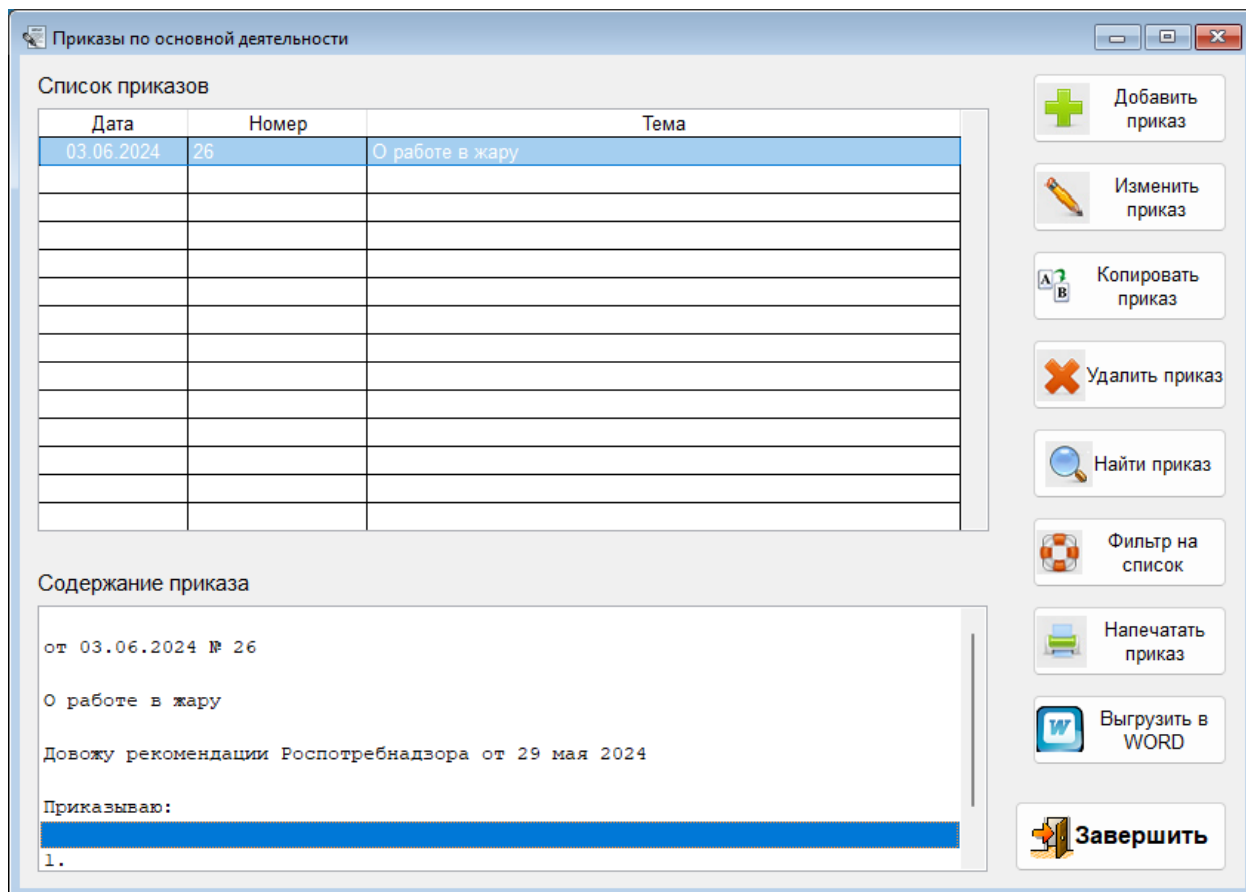 Приказы по основной деятельности
Список приказов
Дата Номер Тема
03.06.2024 26 О работе в жару
Содержание приказа
от 03.06.2024 № 26
О работе в жару
Довожу рекомендации Роспотребнадзора от 29 мая 2024
Приказываю:
1.
Добавить
приказ
Изменить
приказ
A
B
Копировать
приказ
Удалить приказ
Найти приказ
Фильтр на
список
Напечатать
приказ
W
Выгрузить в
WORD
Завершить